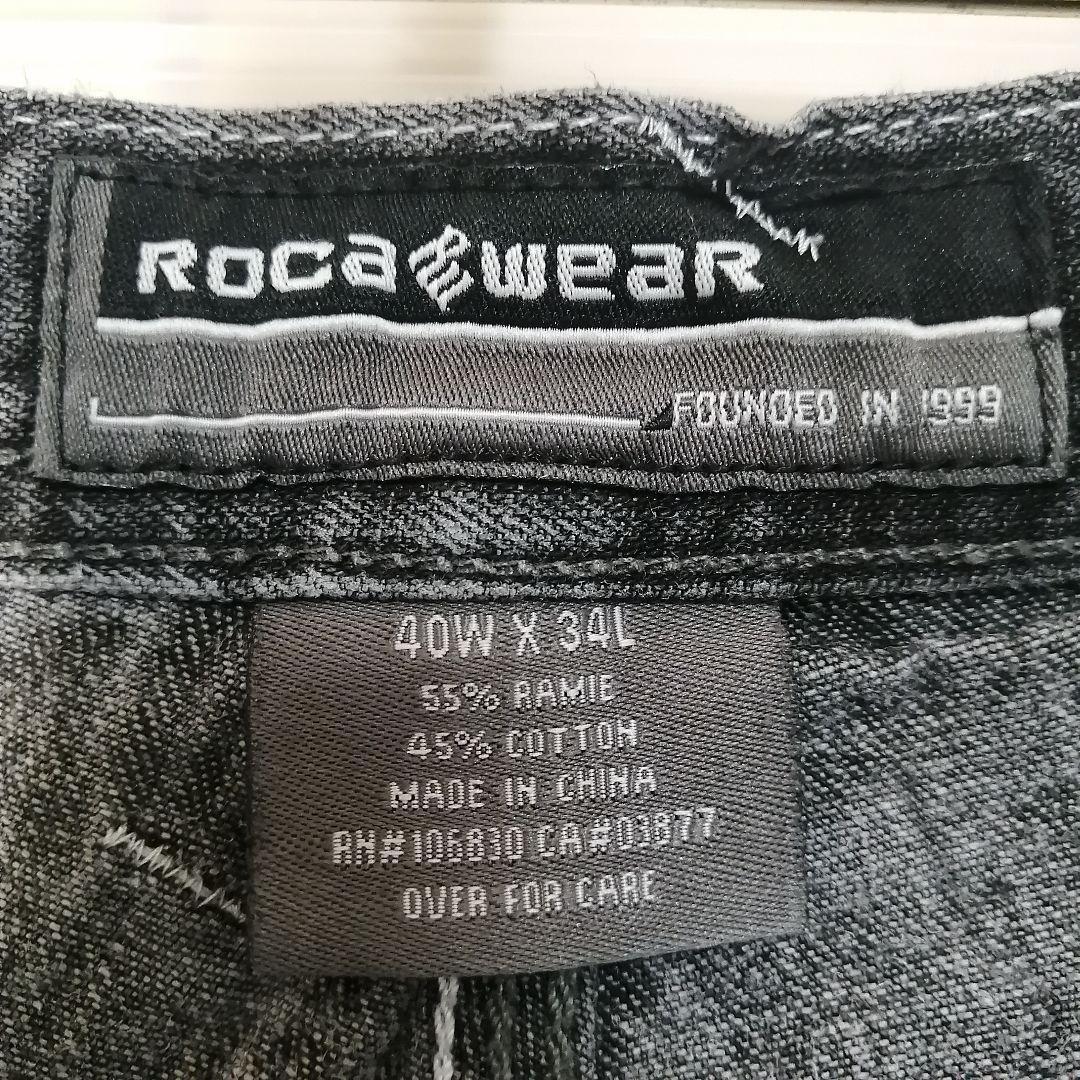 ROCAWEAR
FOUNDED IN 1999
40W X 34L
55% RAMIE
45% COTTON
MADE IN CHINA
RN#106830 CA#03877
OVER FOR CARE